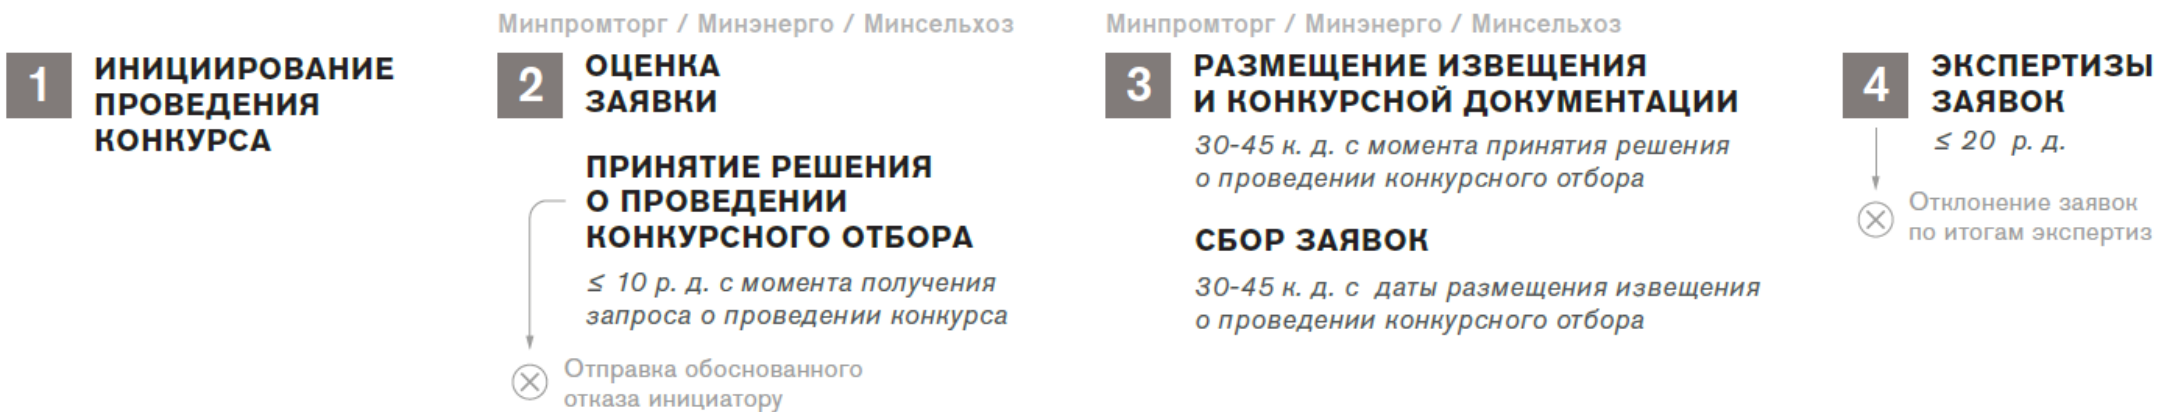 1
ИНИЦИИРОВАНИЕ
ПРОВЕДЕНИЯ
КОНКУРСА
Минпромторг / Минэнерго / Минсельхоз
2
ОЦЕНКА
ЗАЯВКИ
ПРИНЯТИЕ РЕШЕНИЯ
О ПРОВЕДЕНИИ
КОНКУРСНОГО ОТБОРА
≤ 10 р. д. с момента получения
запроса о проведении конкурса
Отправка обоснованного
отказа инициатору
Минпромторг / Минэнерго / Минсельхоз
3
РАЗМЕЩЕНИЕ ИЗВЕЩЕНИЯ
И КОНКУРСНОЙ ДОКУМЕНТАЦИИ
30-45 к. д. с момента принятия решения
о проведении конкурсного отбора
СБОР ЗАЯВОК
30-45 к. д. с даты размещения извещения
о проведении конкурсного отбора
4
ЭКСПЕРТИЗЫ
ЗАЯВОК
≤ 20 р. д.
Отклонение заявок
по итогам экспертиз